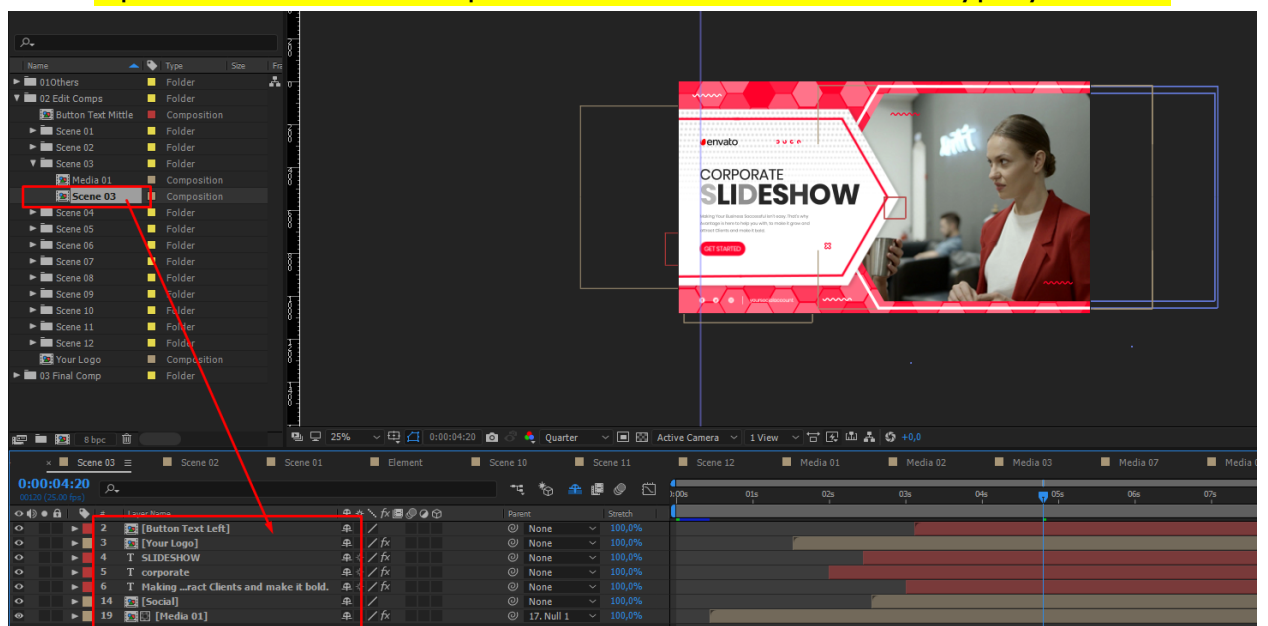 Name Type Size Fra
01Others Folder
02 Edit Comps Folder
Button Text Mittle Composition
Scene 01 Folder
Scene 02 Folder
Scene 03 Folder
Media 01 Composition
Scene 03 Composition
Scene 04 Folder
Scene 05 Folder
Scene 06 Folder
Scene 07 Folder
Scene 08 Folder
Scene 09 Folder
Scene 10 Folder
Scene 11 Folder
Scene 12 Folder
Your Logo Composition
03 Final Comp Folder
envato
CORPORATE
SLIDESHOW
GET STARTED
8 bpc
25% 0:00:04:20 Quarter Active Camera 1 View +0,0
× Scene 03 Scene 02 Scene 01 Element Scene 10 Scene 11 Scene 12 Media 01 Media 02 Media 03 Media 07 Media
0:00:04:20
00120 (25.00 fps)
# Layer Name Parent Stretch
01s 02s 03s 04s 05s 06s 07s
2 [Button Text Left] None 100,0%
3 [Your Logo] None 100,0%
4 T SLIDESHOW None 100,0%
5 T corporate None 100,0%
6 T Making ...ract Clients and make it bold. None 100,0%
14 [Social] None 100,0%
19 [Media 01] 17. Null 1 100,0%